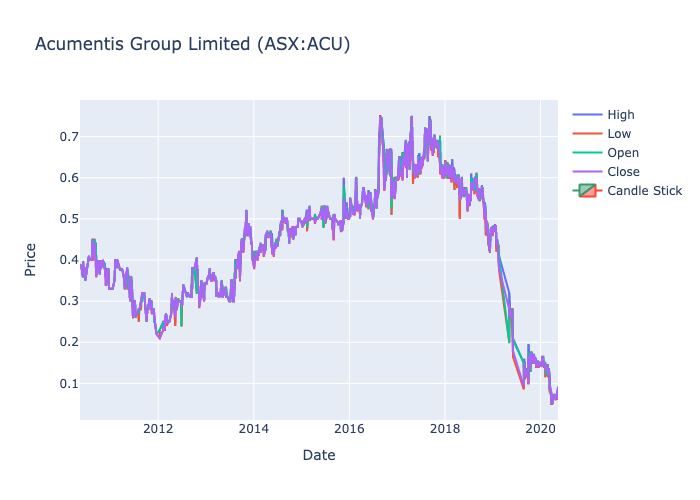 Acumentis Group Limited (ASX:ACU)
High
Low
Open
Close
Candle Stick
0.7
0.6
0.5
0.4
0.3
0.2
0.1
Price
2012
2014
2016
2018
2020
Date